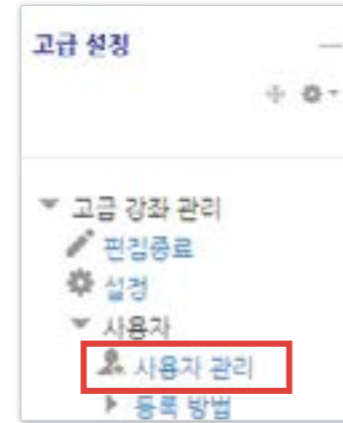 고급 설정
고급 강좌 관리
편집종료
설정
사용자
사용자 관리
등록 방법